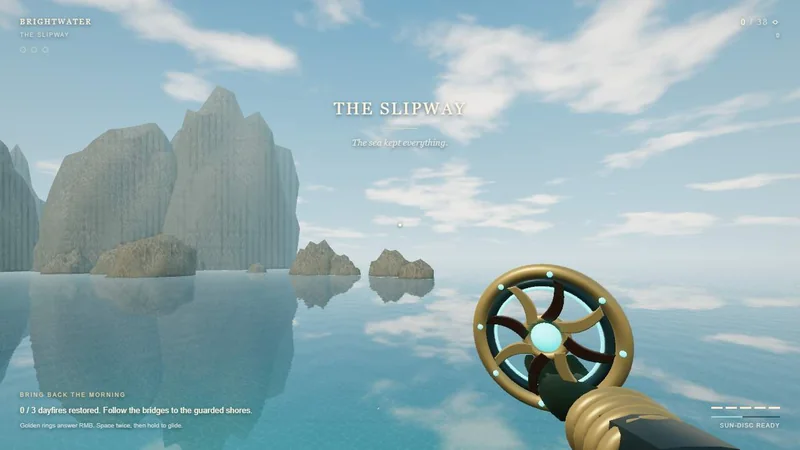 BRIGHTWATER
THE SLIPWAY
0 / 38
8
THE SLIPWAY
The sea kept everything.
BRING BACK THE MORNING
0 / 3 dayfires restored. Follow the bridges to the guarded shores.
Golden rings answer RMB. Space twice, then hold to glide.
SUN-DISC READY